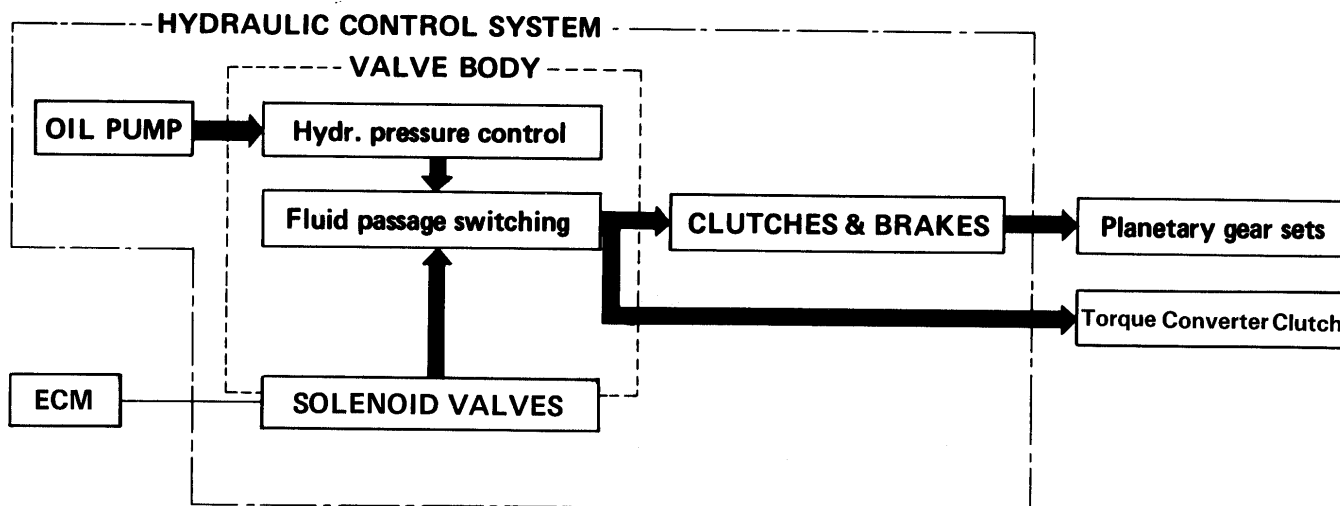 HYDRAULIC CONTROL SYSTEM
VALVE BODY
OIL PUMP
Hydr. pressure control
Fluid passage switching
CLUTCHES & BRAKES
Planetary gear sets
Torque Converter Clutch
ECM
SOLENOID VALVES